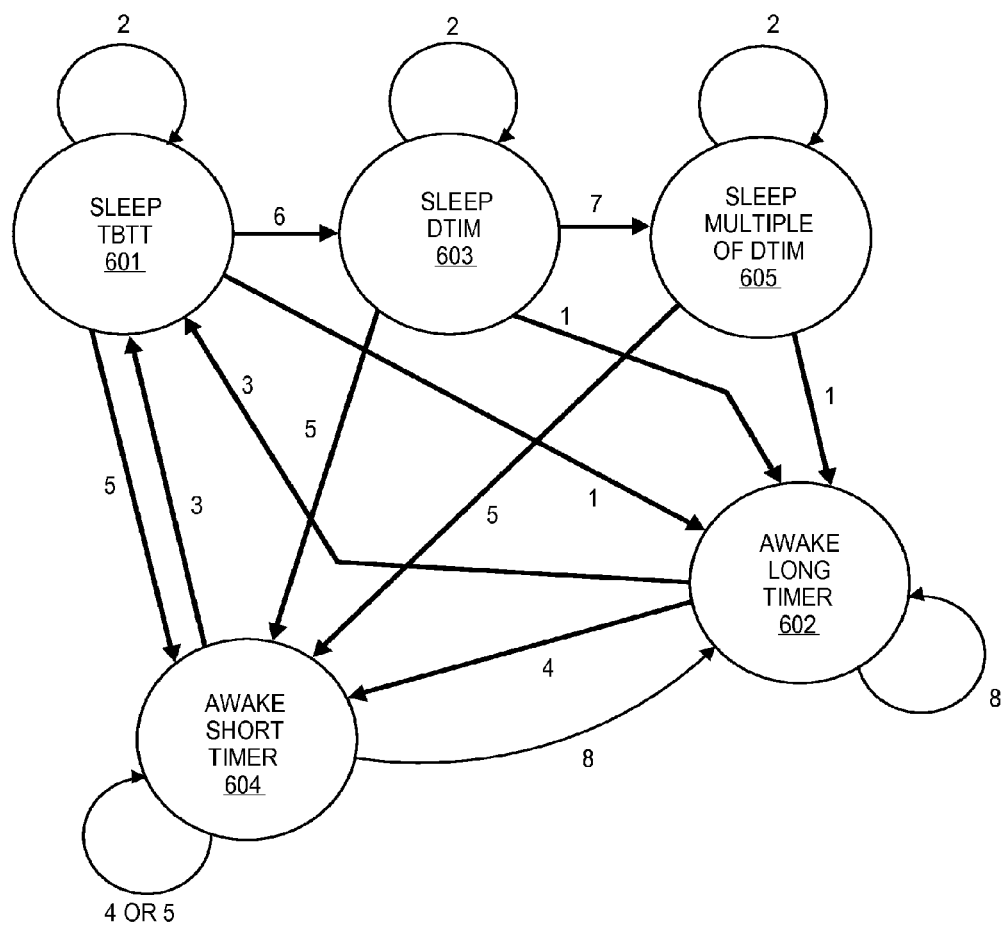 2
2
2
SLEEP
TBTT
601
6
SLEEP
DTIM
603
7
SLEEP
MULTIPLE
OF DTIM
605
1
3
5
1
5
3
5
1
AWAKE
LONG
TIMER
602
4
8
AWAKE
SHORT
TIMER
604
8
4 OR 5